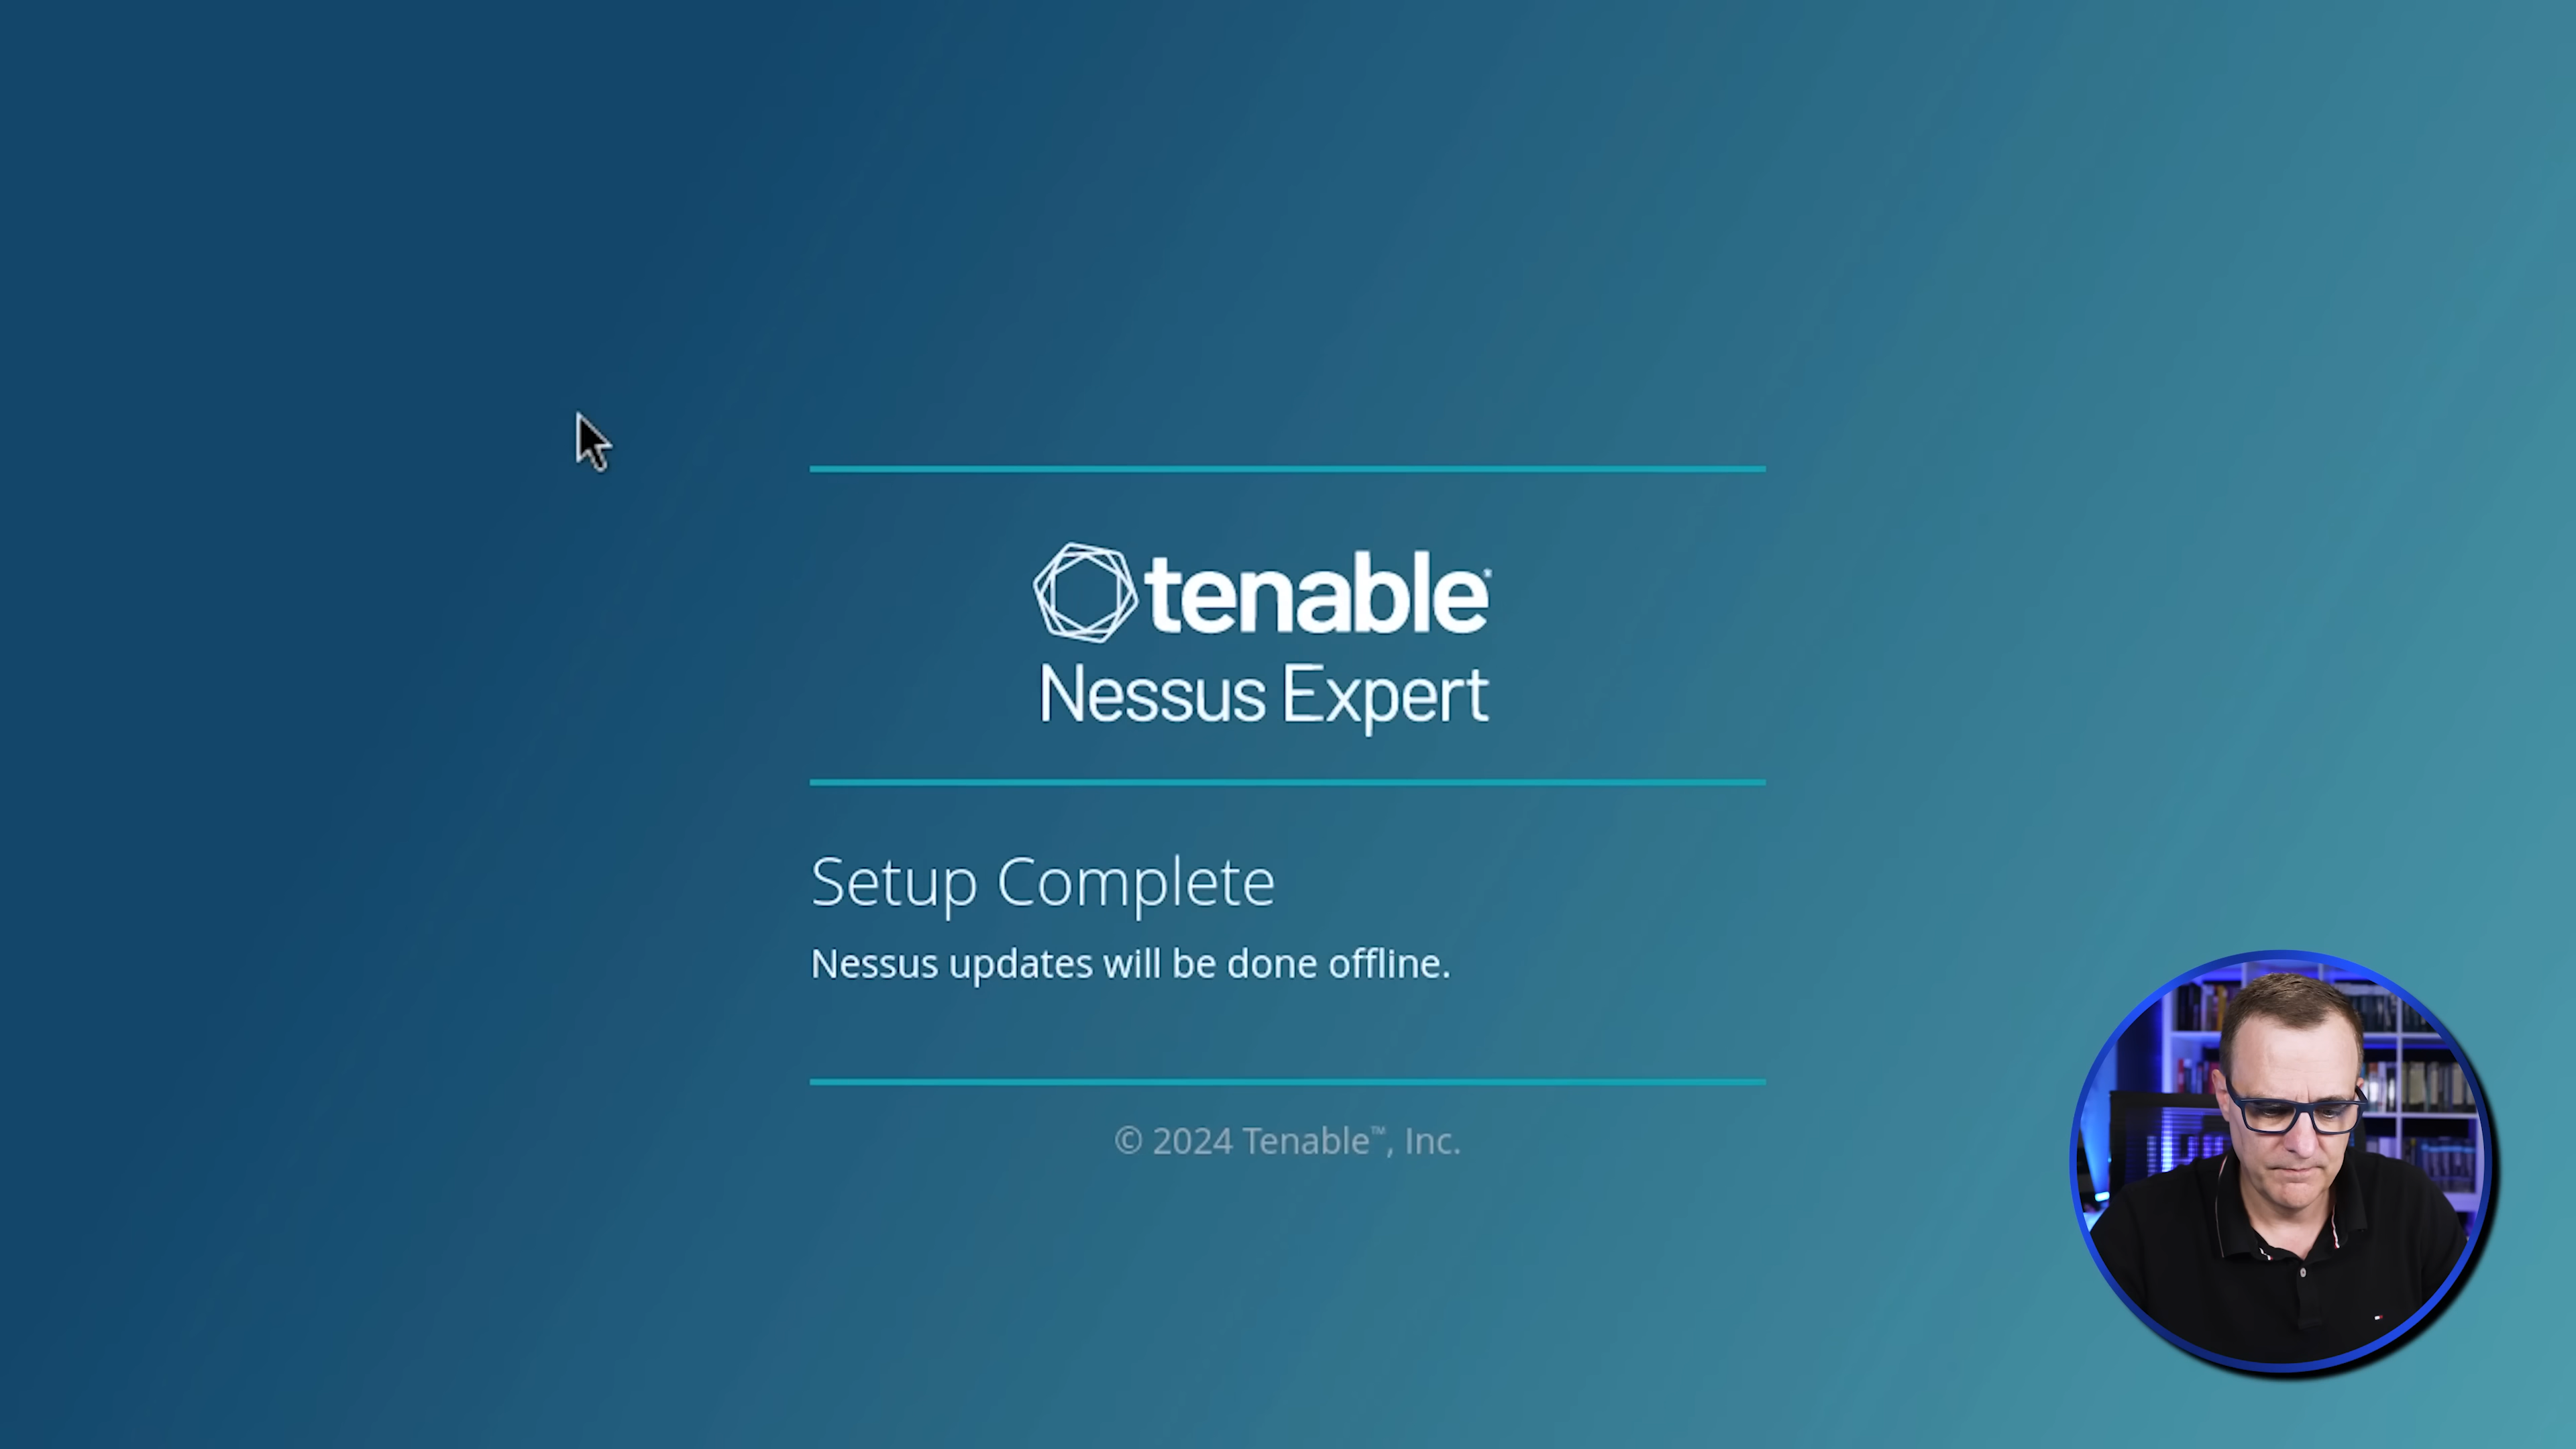 tenable
Nessus Expert
Setup Complete
Nessus updates will be done offline.
© 2024 Tenable™, Inc.